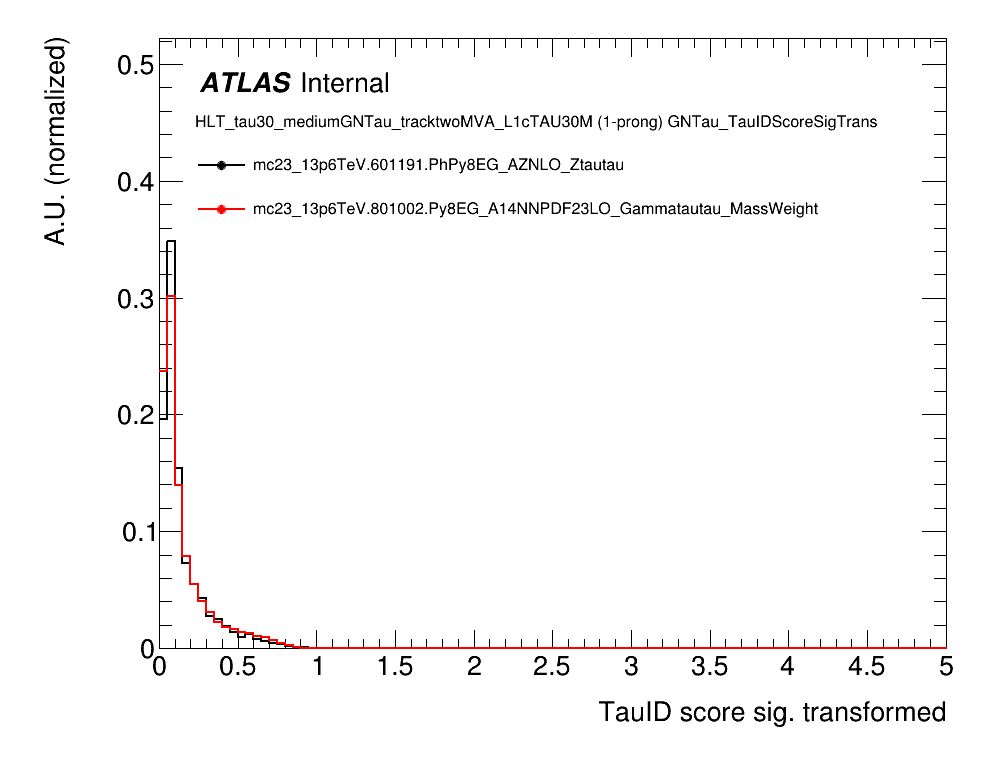 A.U. (normalized)
0.5
0.4
0.3
0.2
0.1
0
ATLAS Internal
HLT_tau30_mediumGNTau_tracktwoMVA_L1cTAU30M (1-prong) GNTau_TauIDScoreSigTrans
mc23_13p6TeV.601191.PhPy8EG_AZNLO_Ztautau
mc23_13p6TeV.801002.Py8EG_A14NNPDF23LO_Gammatautau_MassWeight
0 0.5 1 1.5 2 2.5 3 3.5 4 4.5 5
TauID score sig. transformed